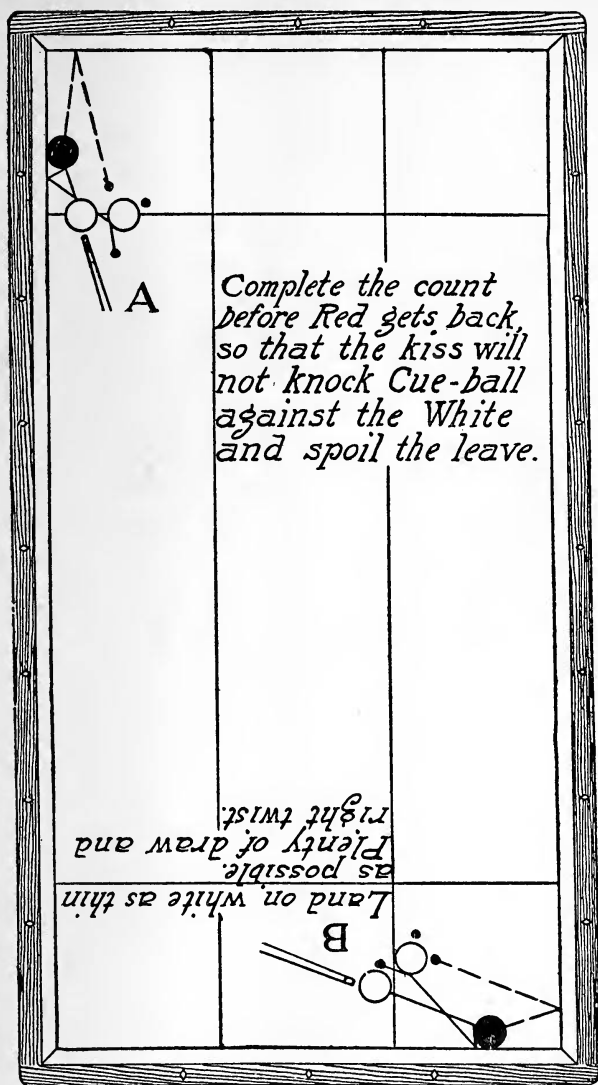 A
Complete the count
before Red gets back,
so that the kiss will
not knock Cue-ball
against the White
and spoil the leave.
B
Land on white as thin
as possible.
Plenty of draw and
right twist.